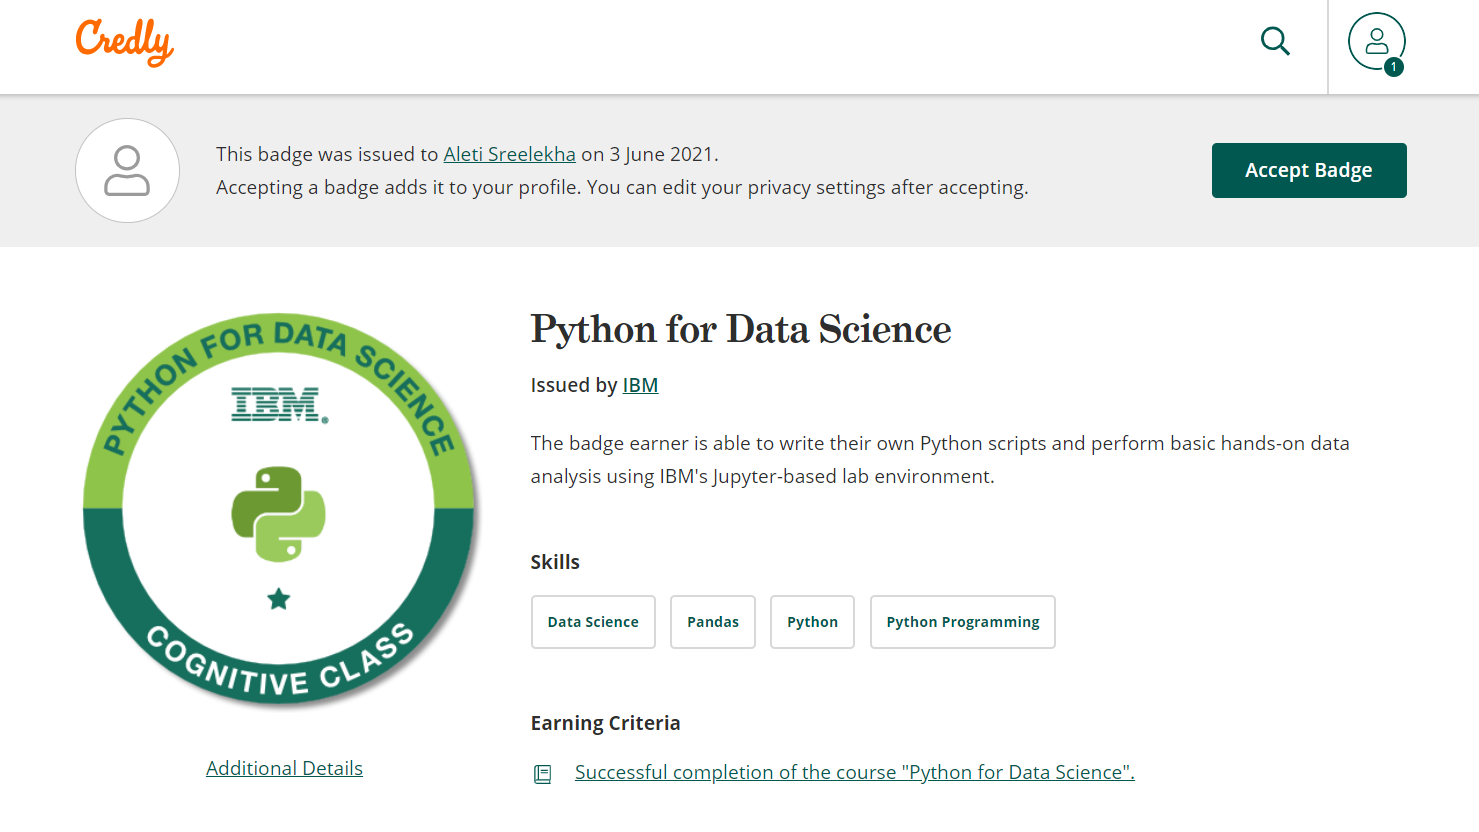 Credly
1
This badge was issued to Aleti Sreelekha on 3 June 2021.
Accepting a badge adds it to your profile. You can edit your privacy settings after accepting.
Accept Badge
PYTHON FOR DATA SCIENCE
IBM®
COGNITIVE CLASS
Additional Details
Python for Data Science
Issued by IBM
The badge earner is able to write their own Python scripts and perform basic hands-on data
analysis using IBM's Jupyter-based lab environment.
Skills
Data Science
Pandas
Python
Python Programming
Earning Criteria
Successful completion of the course "Python for Data Science".